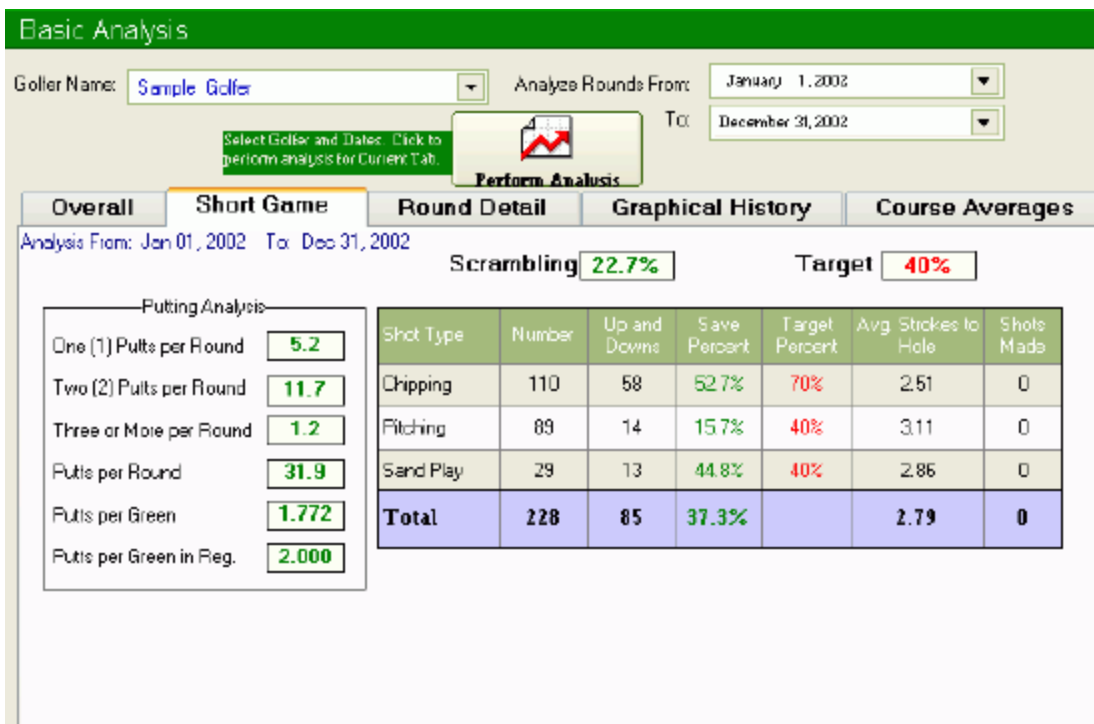 Basic Analysis
Golfer Name: Sample Golfer Analyze Rounds From: January 1, 2002
To: December 31, 2002
Select Golfer and Dates. Click to
perform analysis for Current Tab.
Perform Analysis
Overall Short Game Round Detail Graphical History Course Averages
Analysis From: Jan 01, 2002 To: Dec 31, 2002
Scrambling 22.7% Target 40%
Putting Analysis
One (1) Putts per Round 5.2
Two (2) Putts per Round 11.7
Three or More per Round 1.2
Putts per Round 31.9
Putts per Green 1.772
Putts per Green in Reg. 2.000
Shot Type Number Up and Downs Save Percent Target Percent Avg. Strokes to Hole Shots Made
Chipping 110 58 52.7% 70% 2.51 0
Pitching 89 14 15.7% 40% 3.11 0
Sand Play 29 13 44.8% 40% 2.86 0
Total 228 85 37.3% 2.79 0